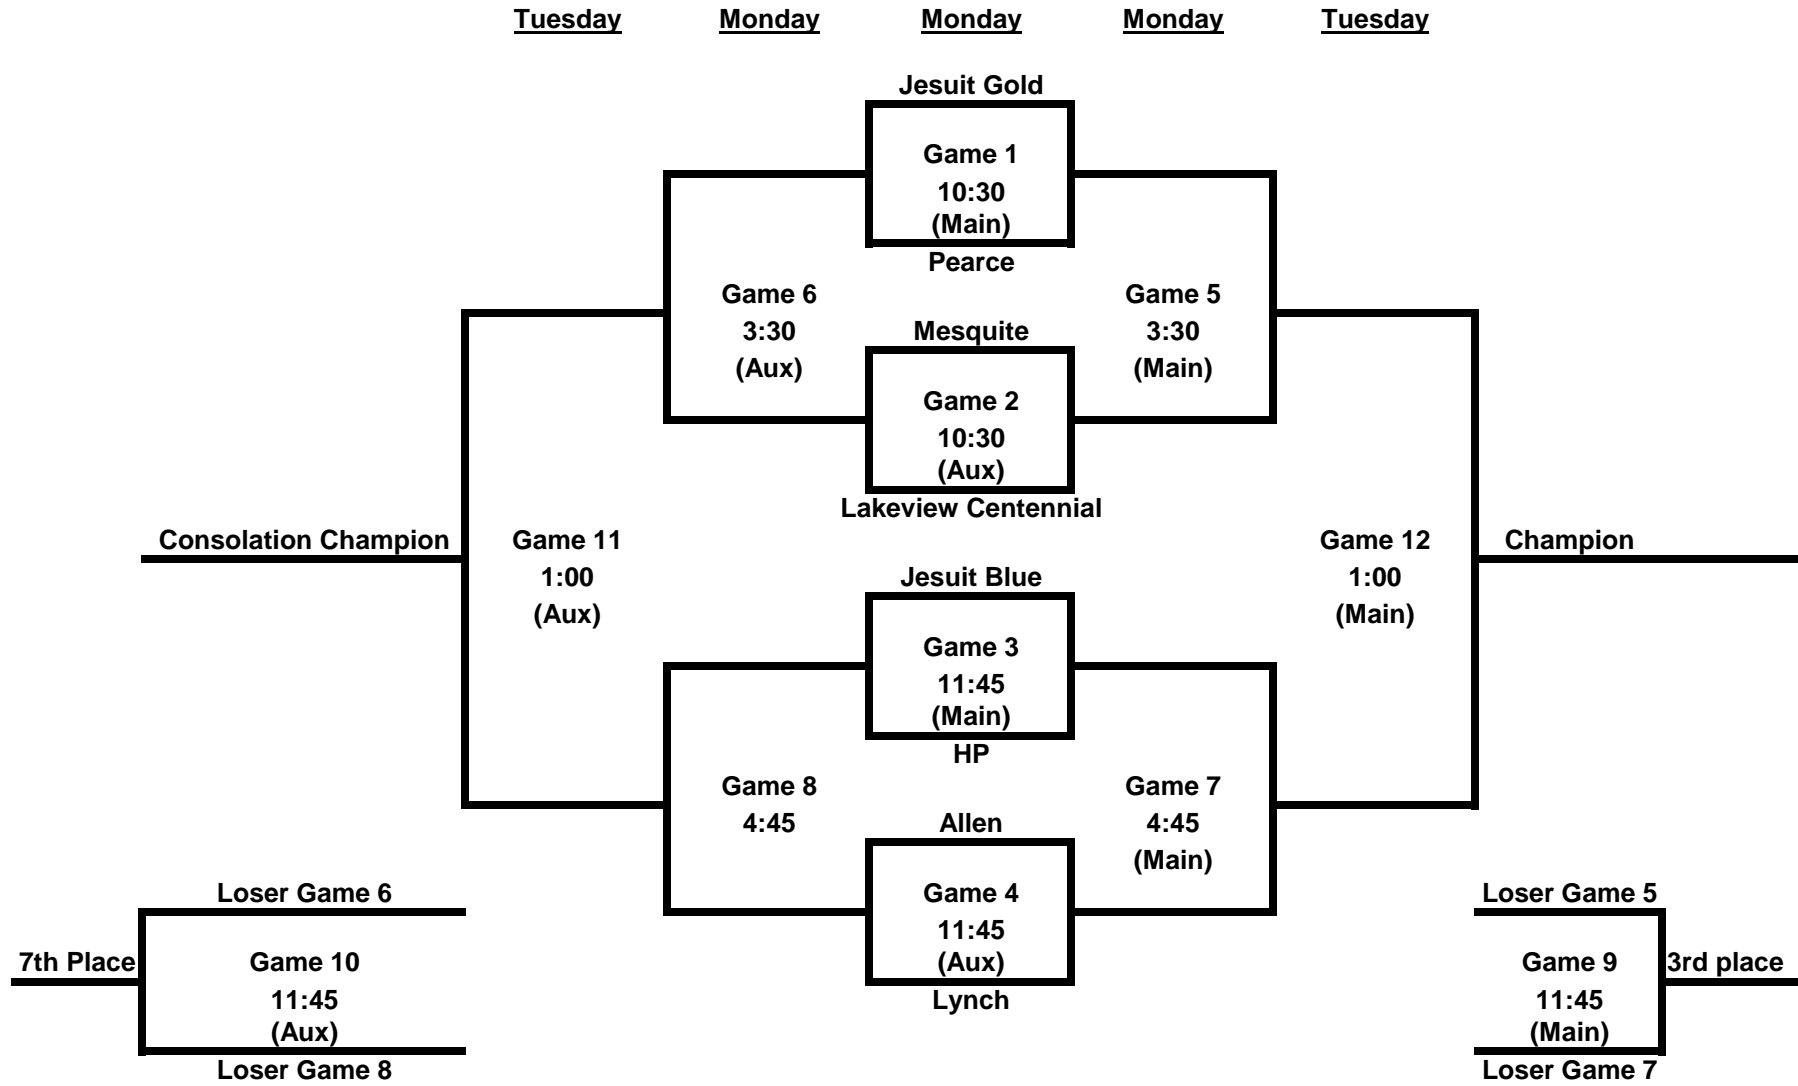 Tuesday Monday Monday Monday Tuesday
Jesuit Gold
Game 1
10:30
(Main)
Pearce
Game 6
3:30
(Aux)
Game 5
3:30
(Main)
Mesquite
Game 2
10:30
(Aux)
Lakeview Centennial
Consolation Champion
Game 11
1:00
(Aux)
Game 12
1:00
(Main)
Champion
Jesuit Blue
Game 3
11:45
(Main)
HP
Game 8
4:45
Game 7
4:45
(Main)
Allen
Game 4
11:45
(Aux)
Lynch
Loser Game 6
7th Place
Game 10
11:45
(Aux)
Loser Game 8
Loser Game 5
Game 9
11:45
(Main)
3rd place
Loser Game 7